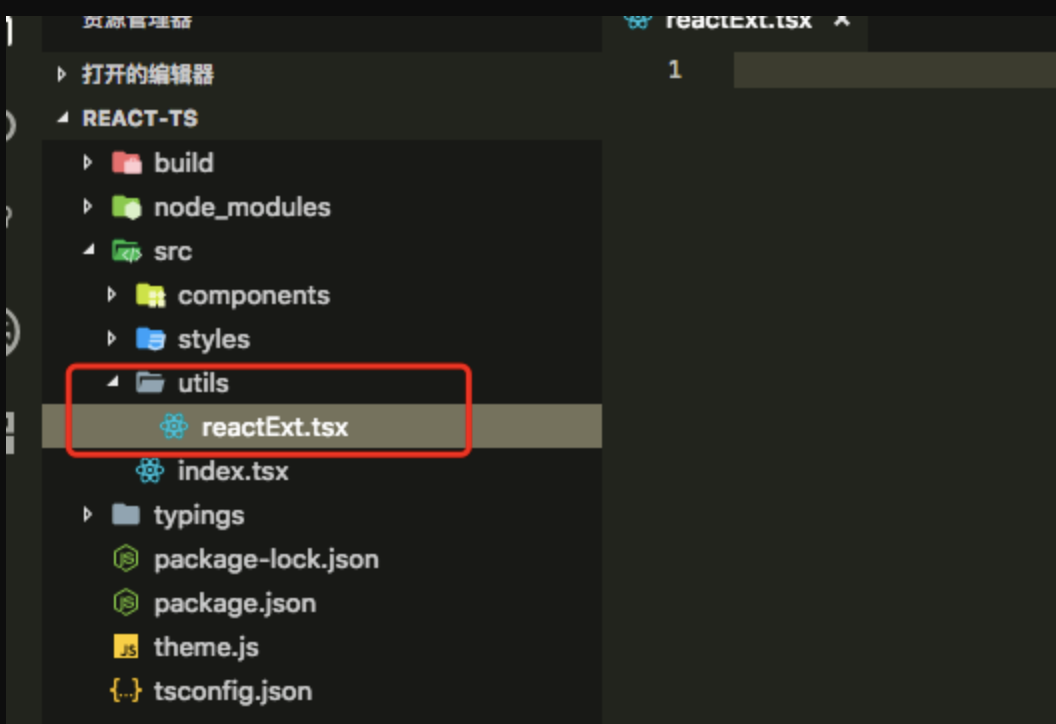 资源管理器
reactExt.tsx ×
打开的编辑器
1
REACT-TS
build
node_modules
src
components
styles
utils
reactExt.tsx
index.tsx
typings
package-lock.json
package.json
JS theme.js
{..} tsconfig.json